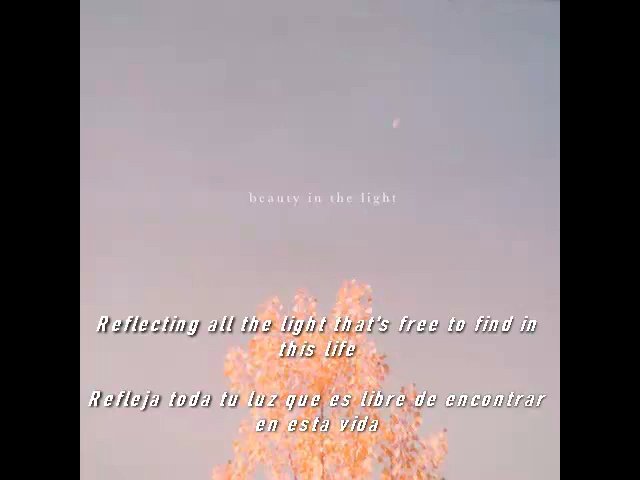 beauty in the light
Reflecting all the light that's free to find in
this life
Refleja toda tu luz que es libre de encontrar
en esta vida